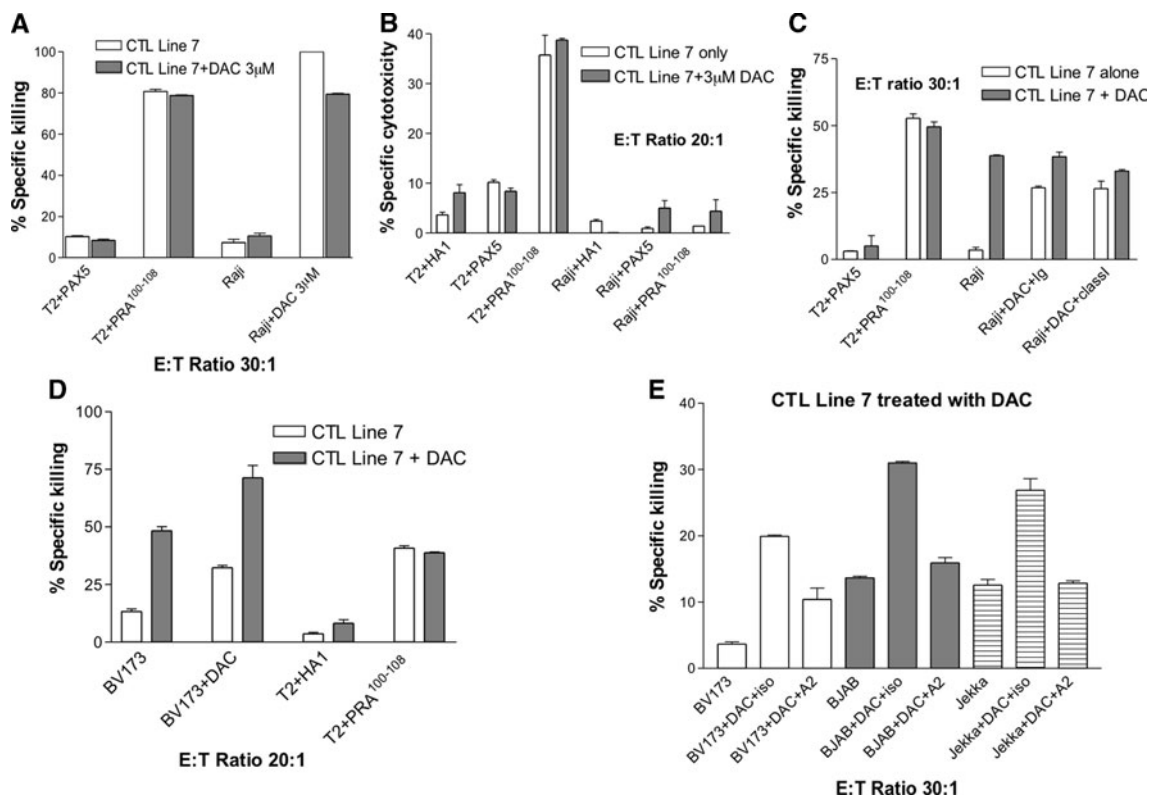 A
CTL Line 7
CTL Line 7+DAC 3µM
% Specific killing
100
80
60
40
20
0
T2+PAX5
T2+PRA100-108
Raji
Raji+DAC 3µM
E:T Ratio 30:1
B
CTL Line 7 only
CTL Line 7+3µM DAC
E:T Ratio 20:1
% Specific cytotoxicity
40
30
20
10
0
T2+HA1
T2+PAX5
T2+PRA100-108
Raji+HA1
Raji+PAX5
Raji+PRA100-108
C
E:T ratio 30:1
CTL Line 7 alone
CTL Line 7 + DAC
% Specific killing
75
50
25
0
T2+PAX5
T2+PRA100-108
Raji
Raji+DAC+Ig
Raji+DAC+classI
D
CTL Line 7
CTL Line 7 + DAC
% Specific killing
100
75
50
25
0
BV173
BV173+DAC
T2+HA1
T2+PRA100-108
E:T Ratio 20:1
E
CTL Line 7 treated with DAC
% Specific killing
40
30
20
10
0
BV173
BV173+DAC+iso
BV173+DAC+A2
BJAB
BJAB+DAC+iso
BJAB+DAC+A2
Jekka
Jekka+DAC+iso
Jekka+DAC+A2
E:T Ratio 30:1